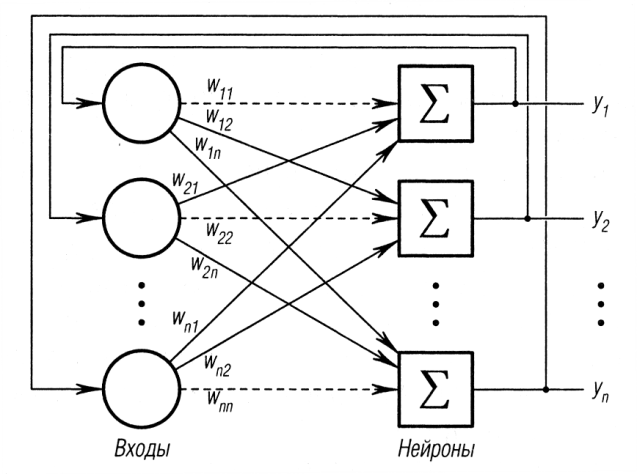 w11
w12
w1n
Σ
y1
w21
w22
w2n
Σ
y2
wn1
wn2
wnn
Σ
yn
Входы
Нейроны